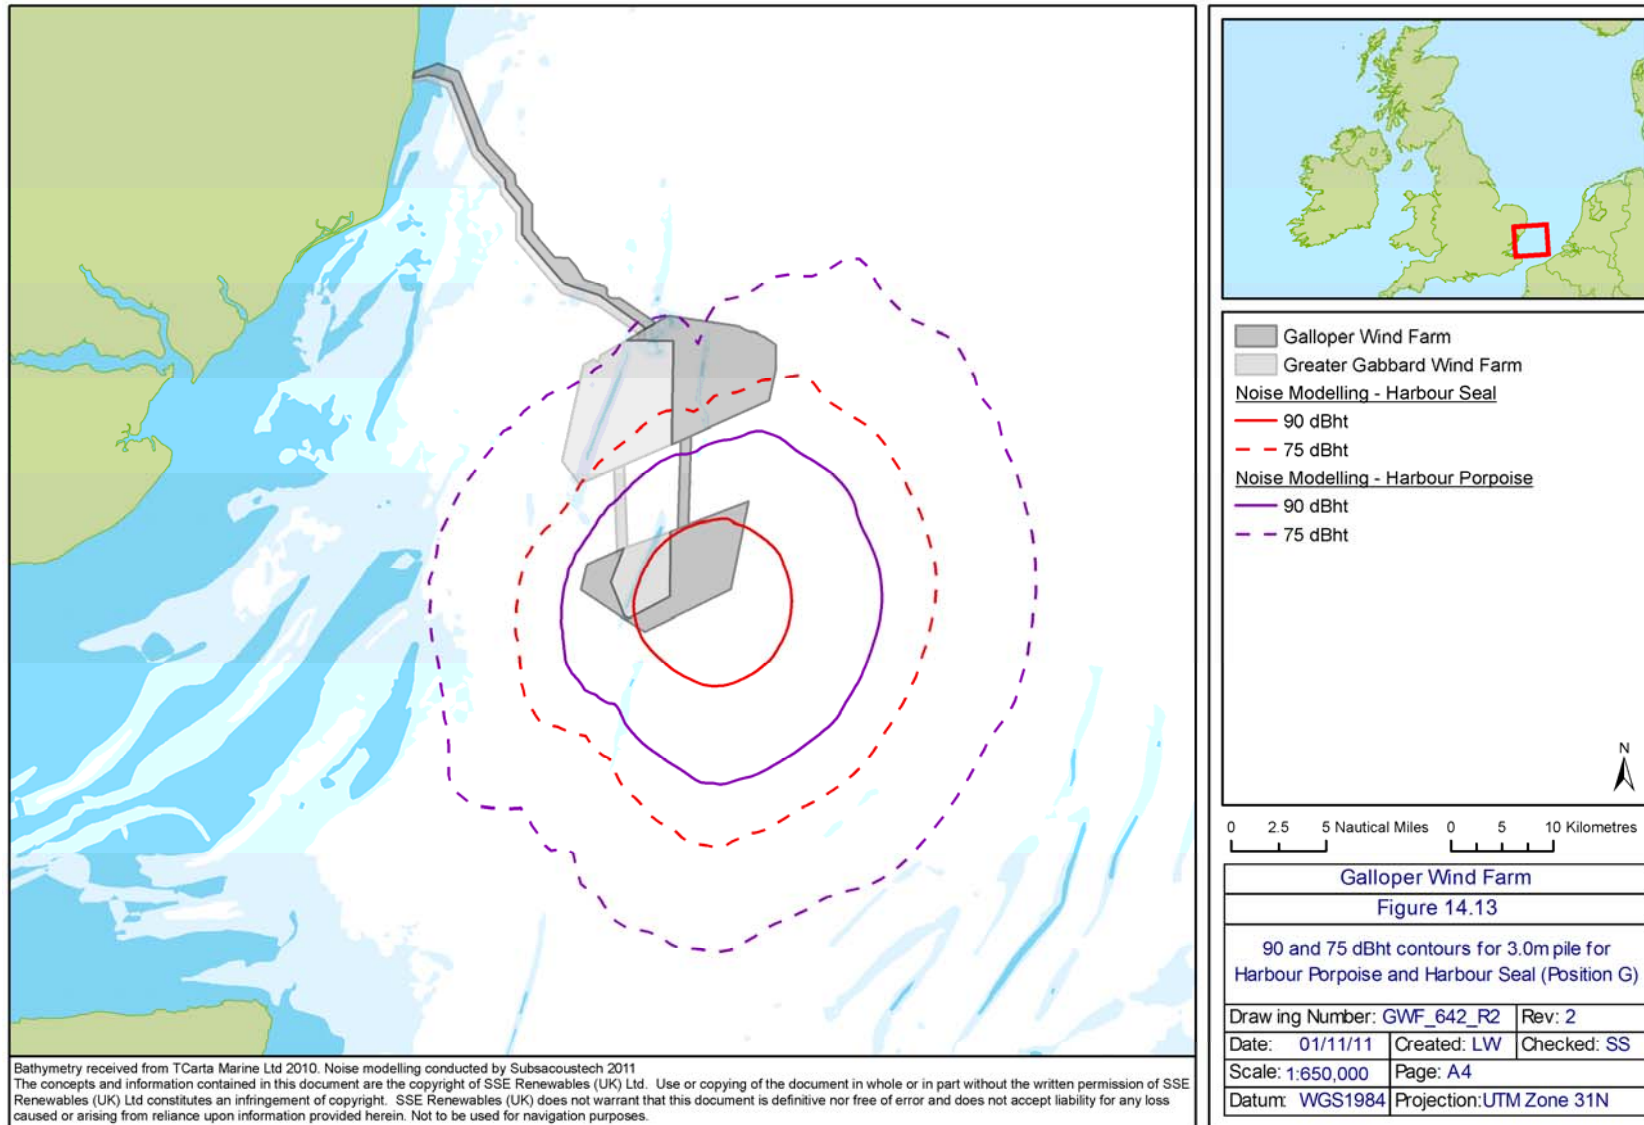 Galloper Wind Farm
Greater Gabbard Wind Farm
Noise Modelling - Harbour Seal
90 dBht
75 dBht
Noise Modelling - Harbour Porpoise
90 dBht
75 dBht
N
0 2.5 5 Nautical Miles 0 5 10 Kilometres
Galloper Wind Farm
Figure 14.13
90 and 75 dBht contours for 3.0m pile for
Harbour Porpoise and Harbour Seal (Position G)
Drawing Number: GWF_642_R2 Rev: 2
Date: 01/11/11 Created: LW Checked: SS
Scale: 1:650,000 Page: A4
Datum: WGS1984 Projection: UTM Zone 31N
Bathymetry received from TCarta Marine Ltd 2010. Noise modelling conducted by Subsacoustech 2011
The concepts and information contained in this document are the copyright of SSE Renewables (UK) Ltd. Use or copying of the document in whole or in part without the written permission of SSE
Renewables (UK) Ltd constitutes an infringement of copyright. SSE Renewables (UK) does not warrant that this document is definitive nor free of error and does not accept liability for any loss
caused or arising from reliance upon information provided herein. Not to be used for navigation purposes.